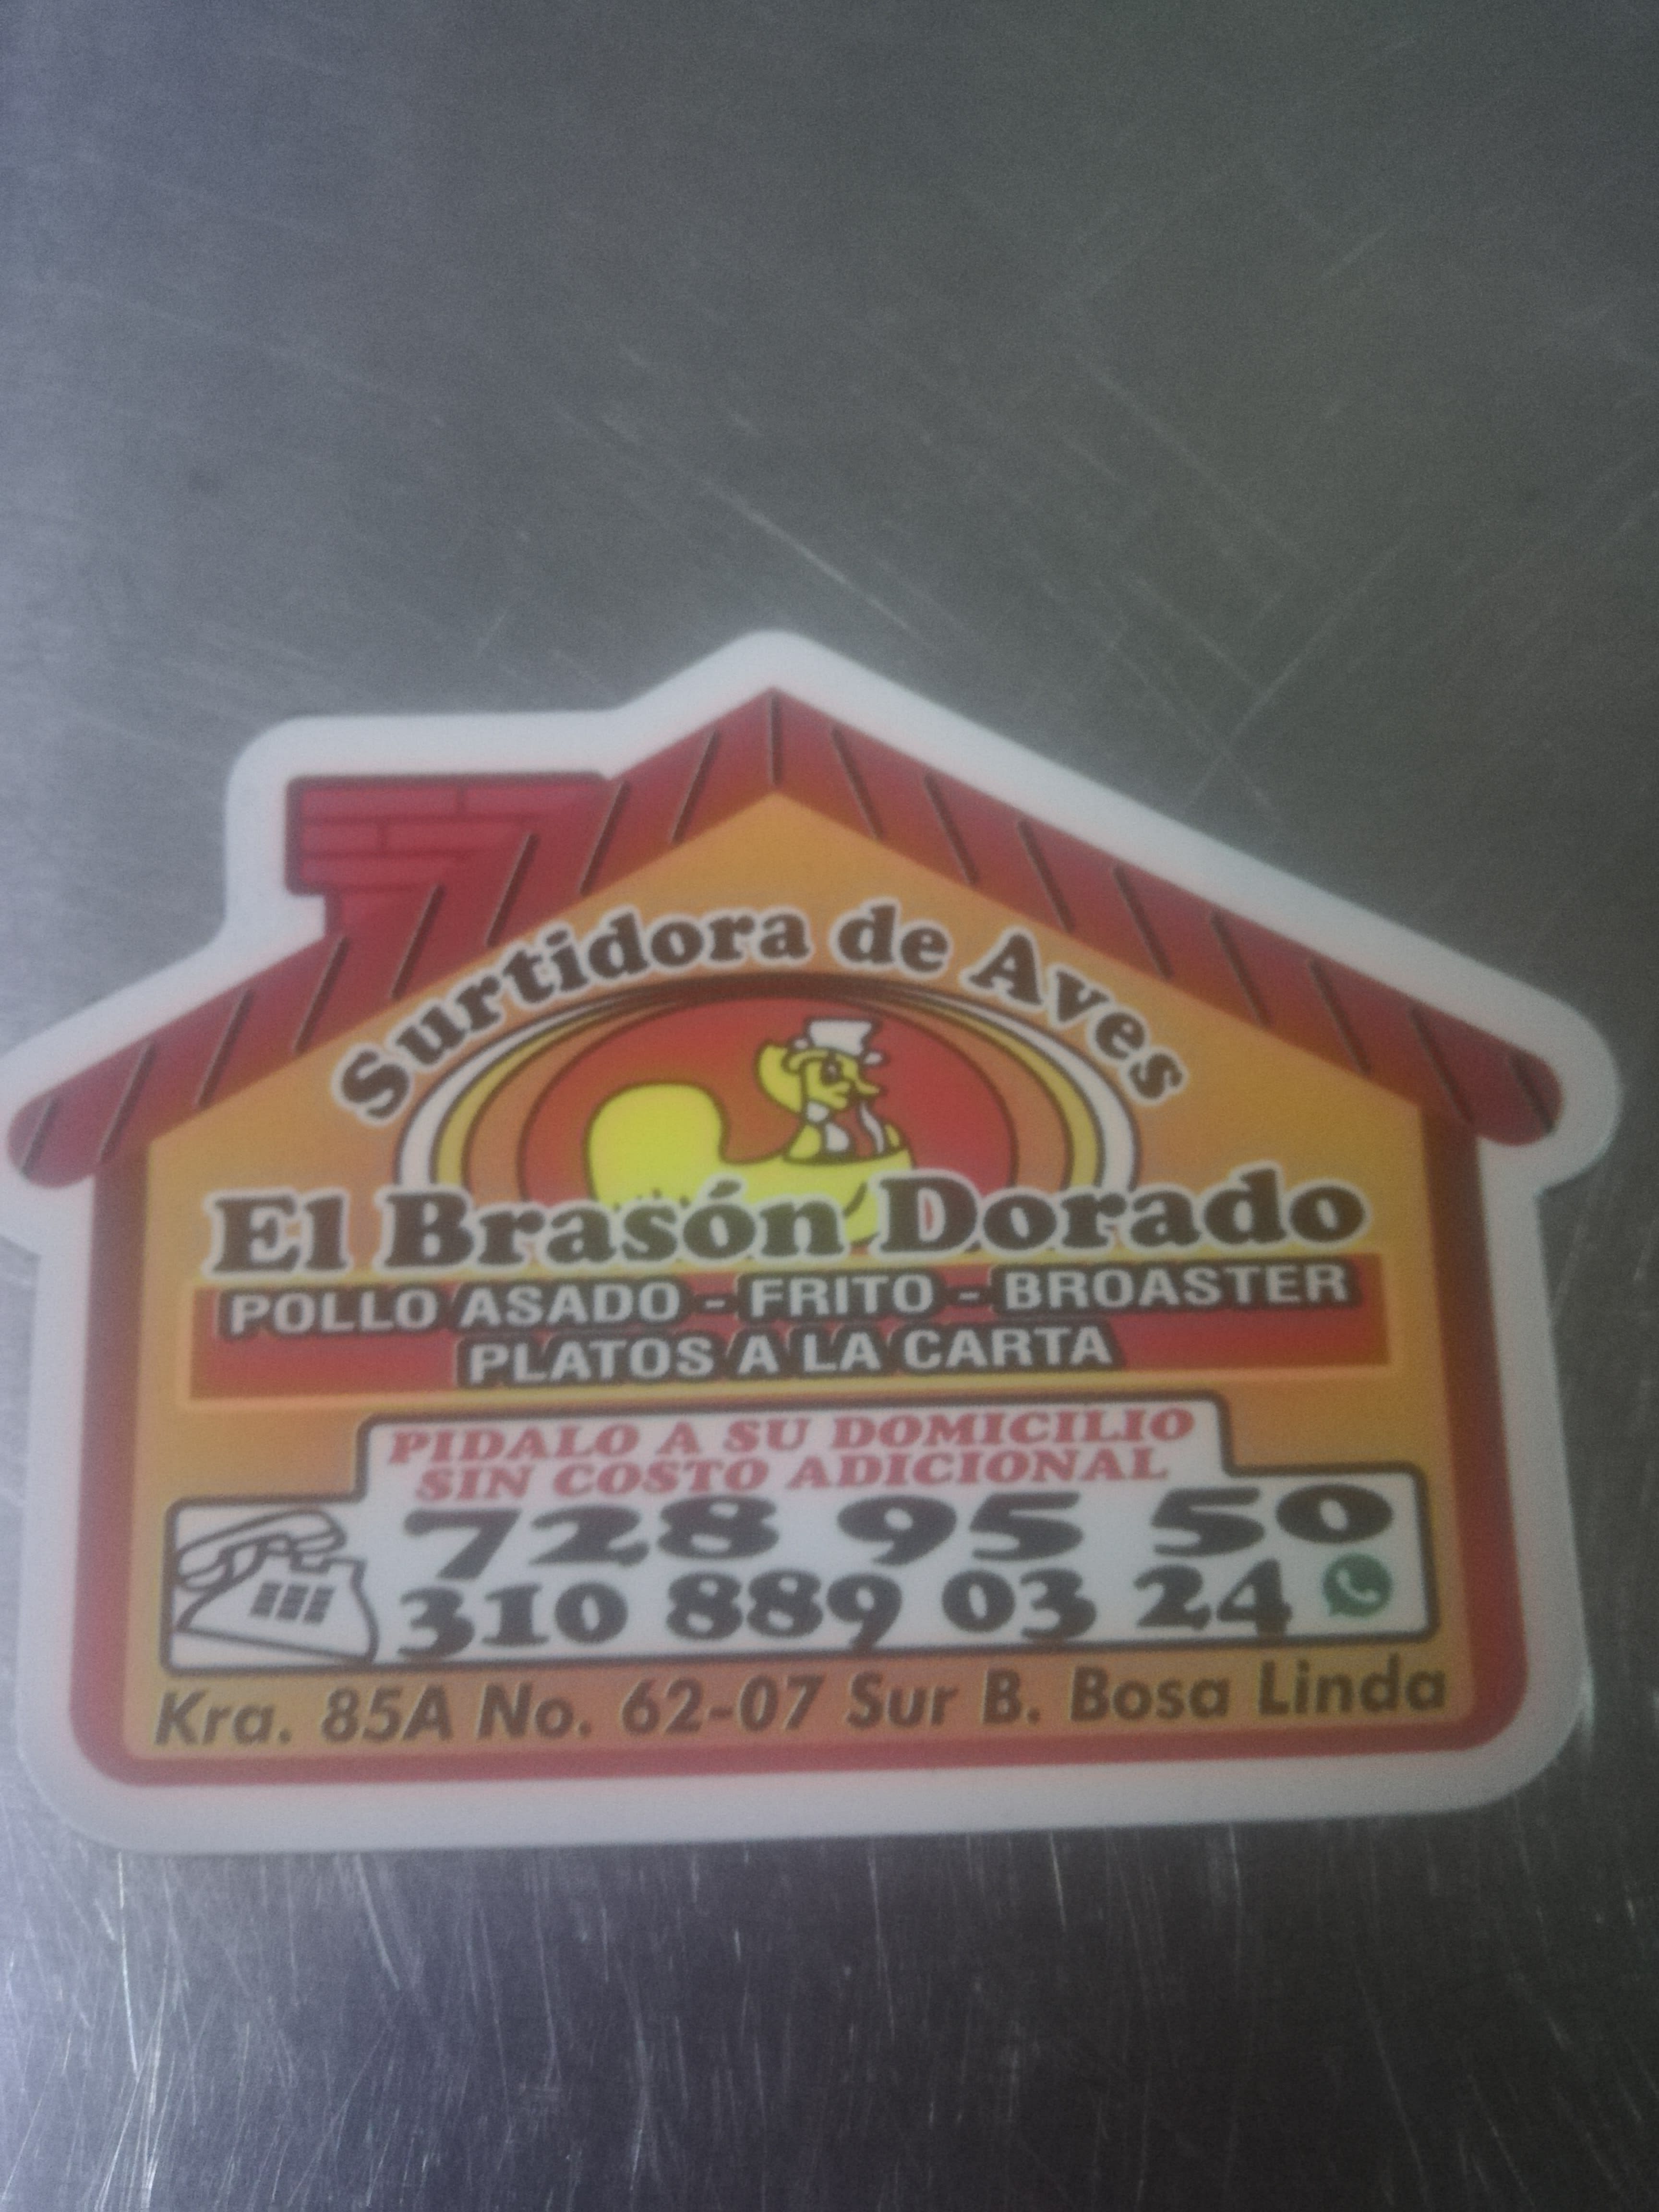 Surtidora de Aves
El Brasón Dorado
POLLO ASADO - FRITO - BROASTER
PLATOS A LA CARTA
PIDALO A SU DOMICILIO
SIN COSTO ADICIONAL
728 95 50
310 889 03 24
Kra. 85A No. 62-07 Sur B. Bosa Linda